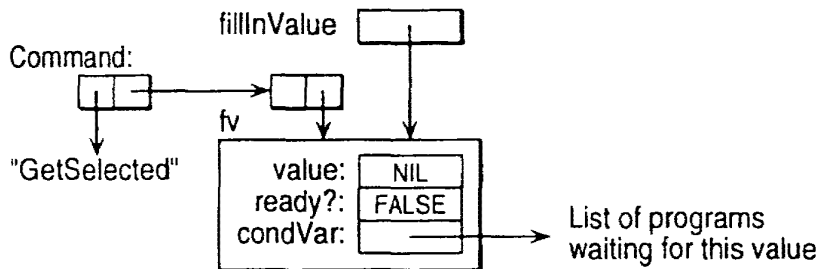 fillInValue
Command:
fv
"GetSelected"
value: NIL
ready?: FALSE
condVar:
List of programs
waiting for this value